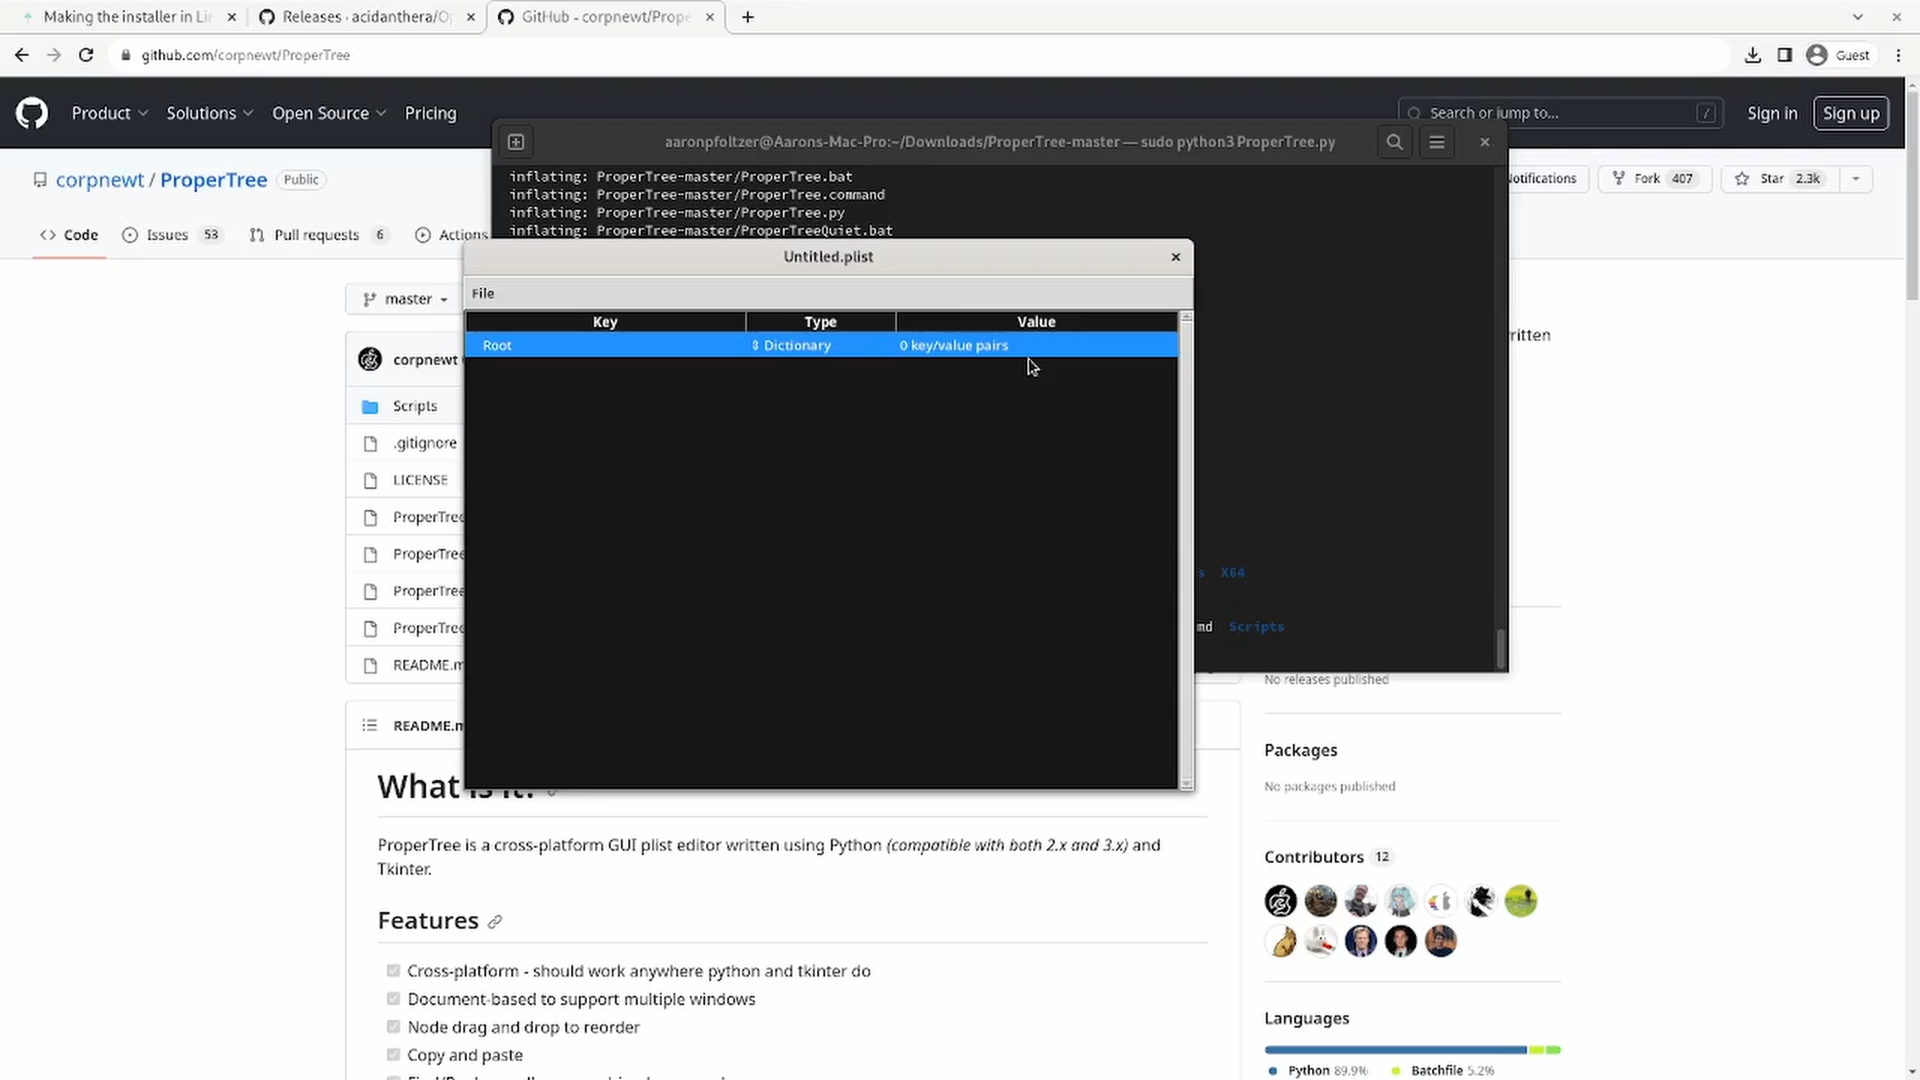 Making the installer in Li
Releases · acidanthera/O
GitHub - corpnewt/Prope
github.com/corpnewt/ProperTree
Guest
Product
Solutions
Open Source
Pricing
Search or jump to...
/
Sign in
Sign up
aaronpfoltzer@Aarons-Mac-Pro:~/Downloads/ProperTree-master — sudo python3 ProperTree.py
corpnewt / ProperTree
Public
Notifications
Fork 407
Star 2.3k
inflating: ProperTree-master/ProperTree.bat
inflating: ProperTree-master/ProperTree.command
inflating: ProperTree-master/ProperTree.py
inflating: ProperTree-master/ProperTreeQuiet.bat
Code
Issues 53
Pull requests 6
Actions
Untitled.plist
File
Key Type Value
Root Dictionary 0 key/value pairs
master
ritten
corpnewt
Scripts
.gitignore
LICENSE
ProperTree
ProperTree
ProperTree
ProperTree
README.m
s X64
md Scripts
No releases published
README.m
Packages
No packages published
What is it?
ProperTree is a cross-platform GUI plist editor written using Python (compatible with both 2.x and 3.x) and
Tkinter.
Contributors 12
Features
Cross-platform - should work anywhere python and tkinter do
Document-based to support multiple windows
Node drag and drop to reorder
Copy and paste
Languages
Python 89.9%
Batchfile 5.2%